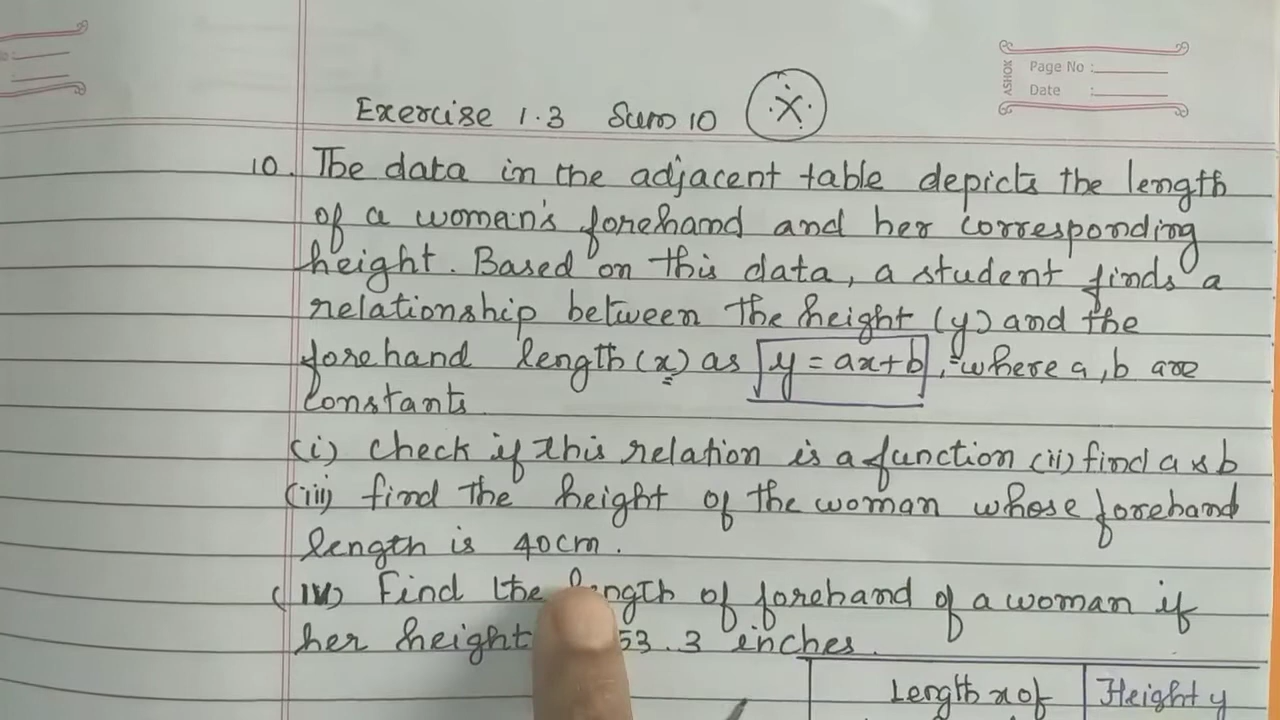 ASHOK
Page No :
Date :
Exercise 1.3 Sum 10
10. The data in the adjacent table depicts the length
of a woman's forehand and her corresponding
height. Based on this data, a student finds a
relationship between the height (y) and the
forehand length (x) as y = ax+b, where a, b are
constants
(i) check if this relation is a function (ii) find a & b
(iii) find the height of the woman whose forehand
length is 40cm.
(iv) Find the length of forehand of a woman if
her height 53.3 inches.
Length x of
Height y